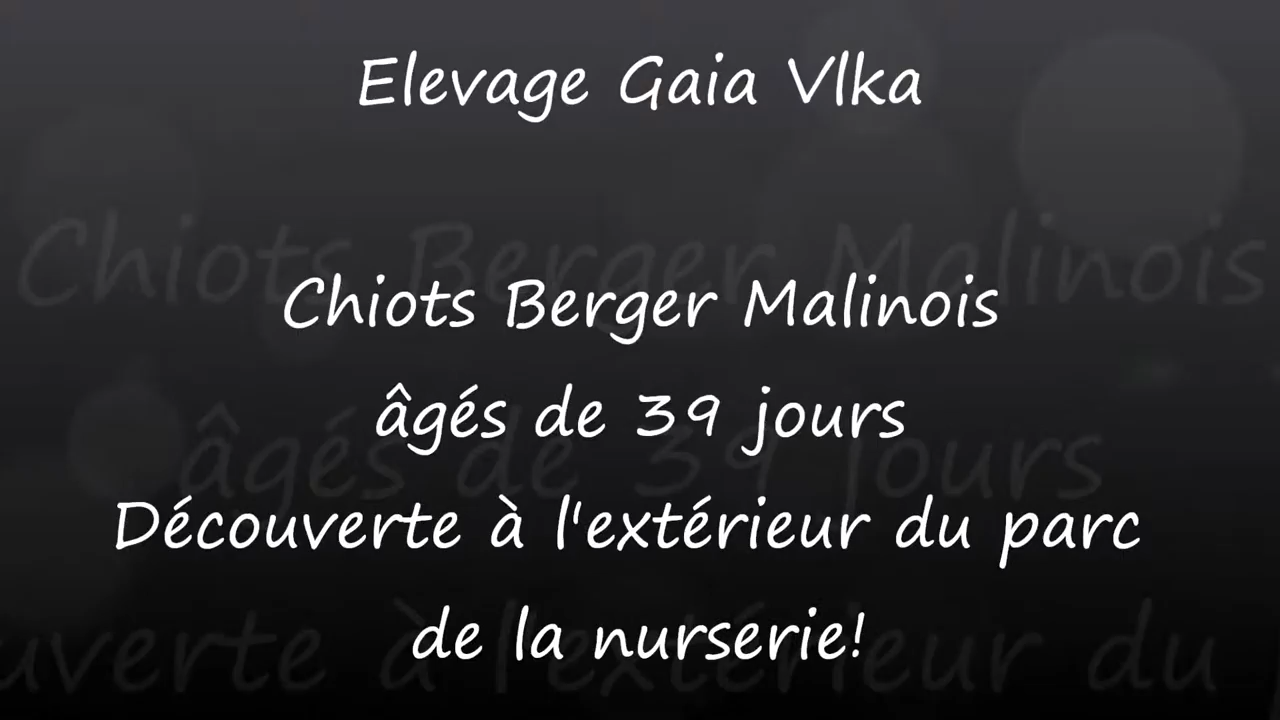 Elevage Gaia Vlka
Chiots Berger Malinois
âgés de 39 jours
Découverte à l'extérieur du parc
de la nurserie!